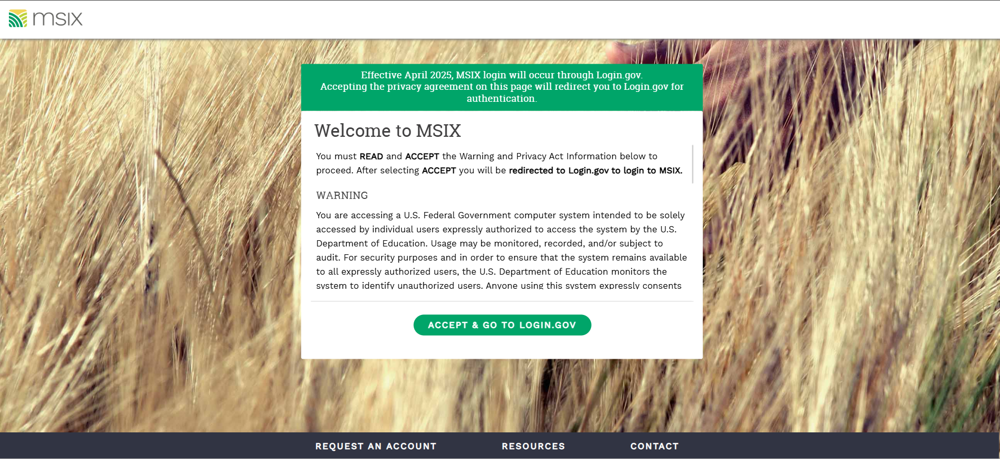 msix
Effective April 2025, MSIX login will occur through Login.gov.
Accepting the privacy agreement on this page will redirect you to Login.gov for
authentication.
Welcome to MSIX
You must READ and ACCEPT the Warning and Privacy Act Information below to
proceed. After selecting ACCEPT you will be redirected to Login.gov to login to MSIX.
WARNING
You are accessing a U.S. Federal Government computer system intended to be solely
accessed by individual users expressly authorized to access the system by the U.S.
Department of Education. Usage may be monitored, recorded, and/or subject to
audit. For security purposes and in order to ensure that the system remains available
to all expressly authorized users, the U.S. Department of Education monitors the
system to identify unauthorized users. Anyone using this system expressly consents
ACCEPT & GO TO LOGIN.GOV
REQUEST AN ACCOUNT
RESOURCES
CONTACT